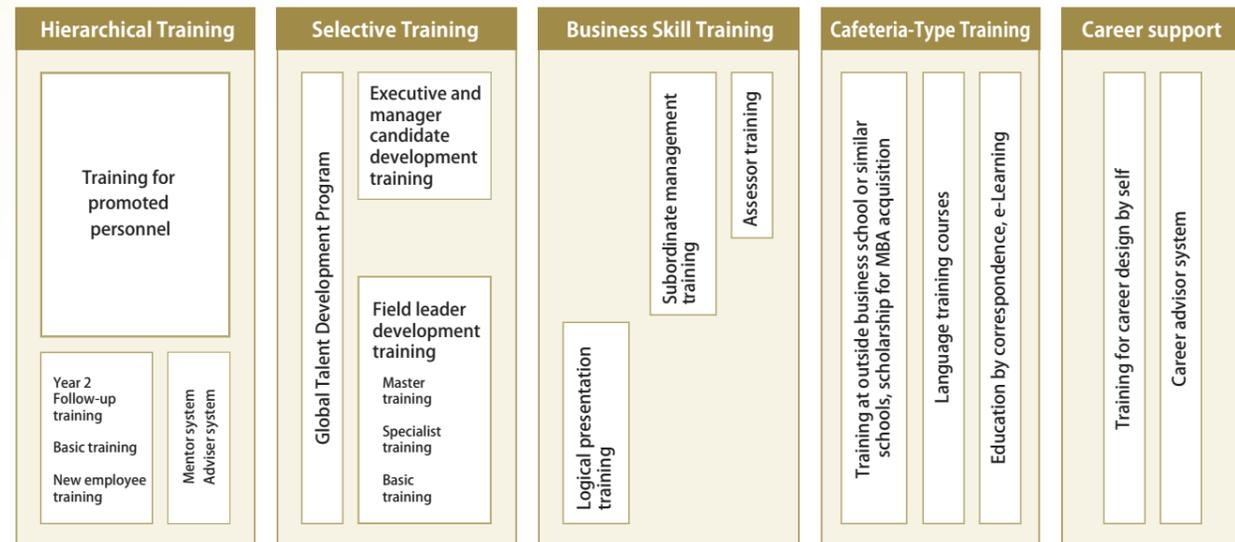 Hierarchical Training
Training for
promoted
personnel
Year 2
Follow-up
training
Basic training
New employee
training
Mentor system
Adviser system
Selective Training
Global Talent Development Program
Executive and
manager
candidate
development
training
Field leader
development
training
Master
training
Specialist
training
Basic
training
Business Skill Training
Logical presentation
training
Subordinate management
training
Assessor training
Cafeteria-Type Training
Training at outside business school or similar
schools, scholarship for MBA acquisition
Language training courses
Education by correspondence, e-Learning
Career support
Training for career design by self
Career advisor system